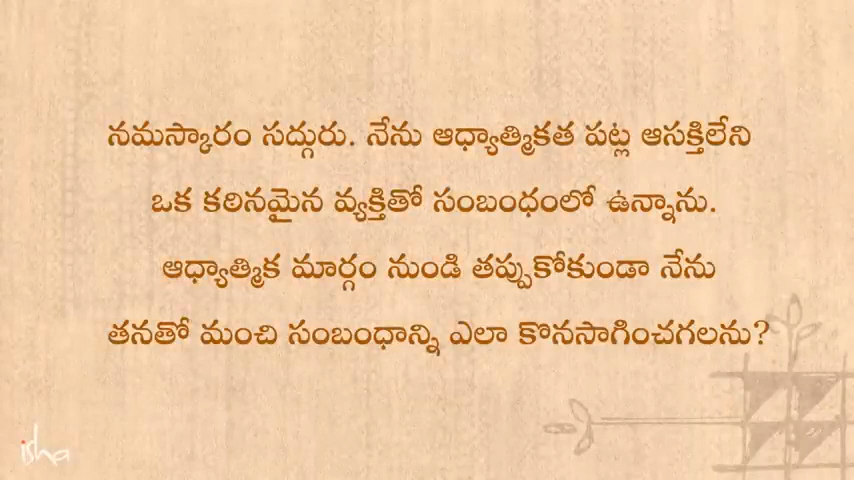 నమస్కారం సద్గురు. నేను ఆధ్యాత్మికత పట్ల ఆసక్తిలేని
ఒక కఠినమైన వ్యక్తితో సంబంధంలో ఉన్నాను.
ఆధ్యాత్మిక మార్గం నుండి తప్పుకోకుండా నేను
తనతో మంచి సంబంధాన్ని ఎలా కొనసాగించగలను?
isha